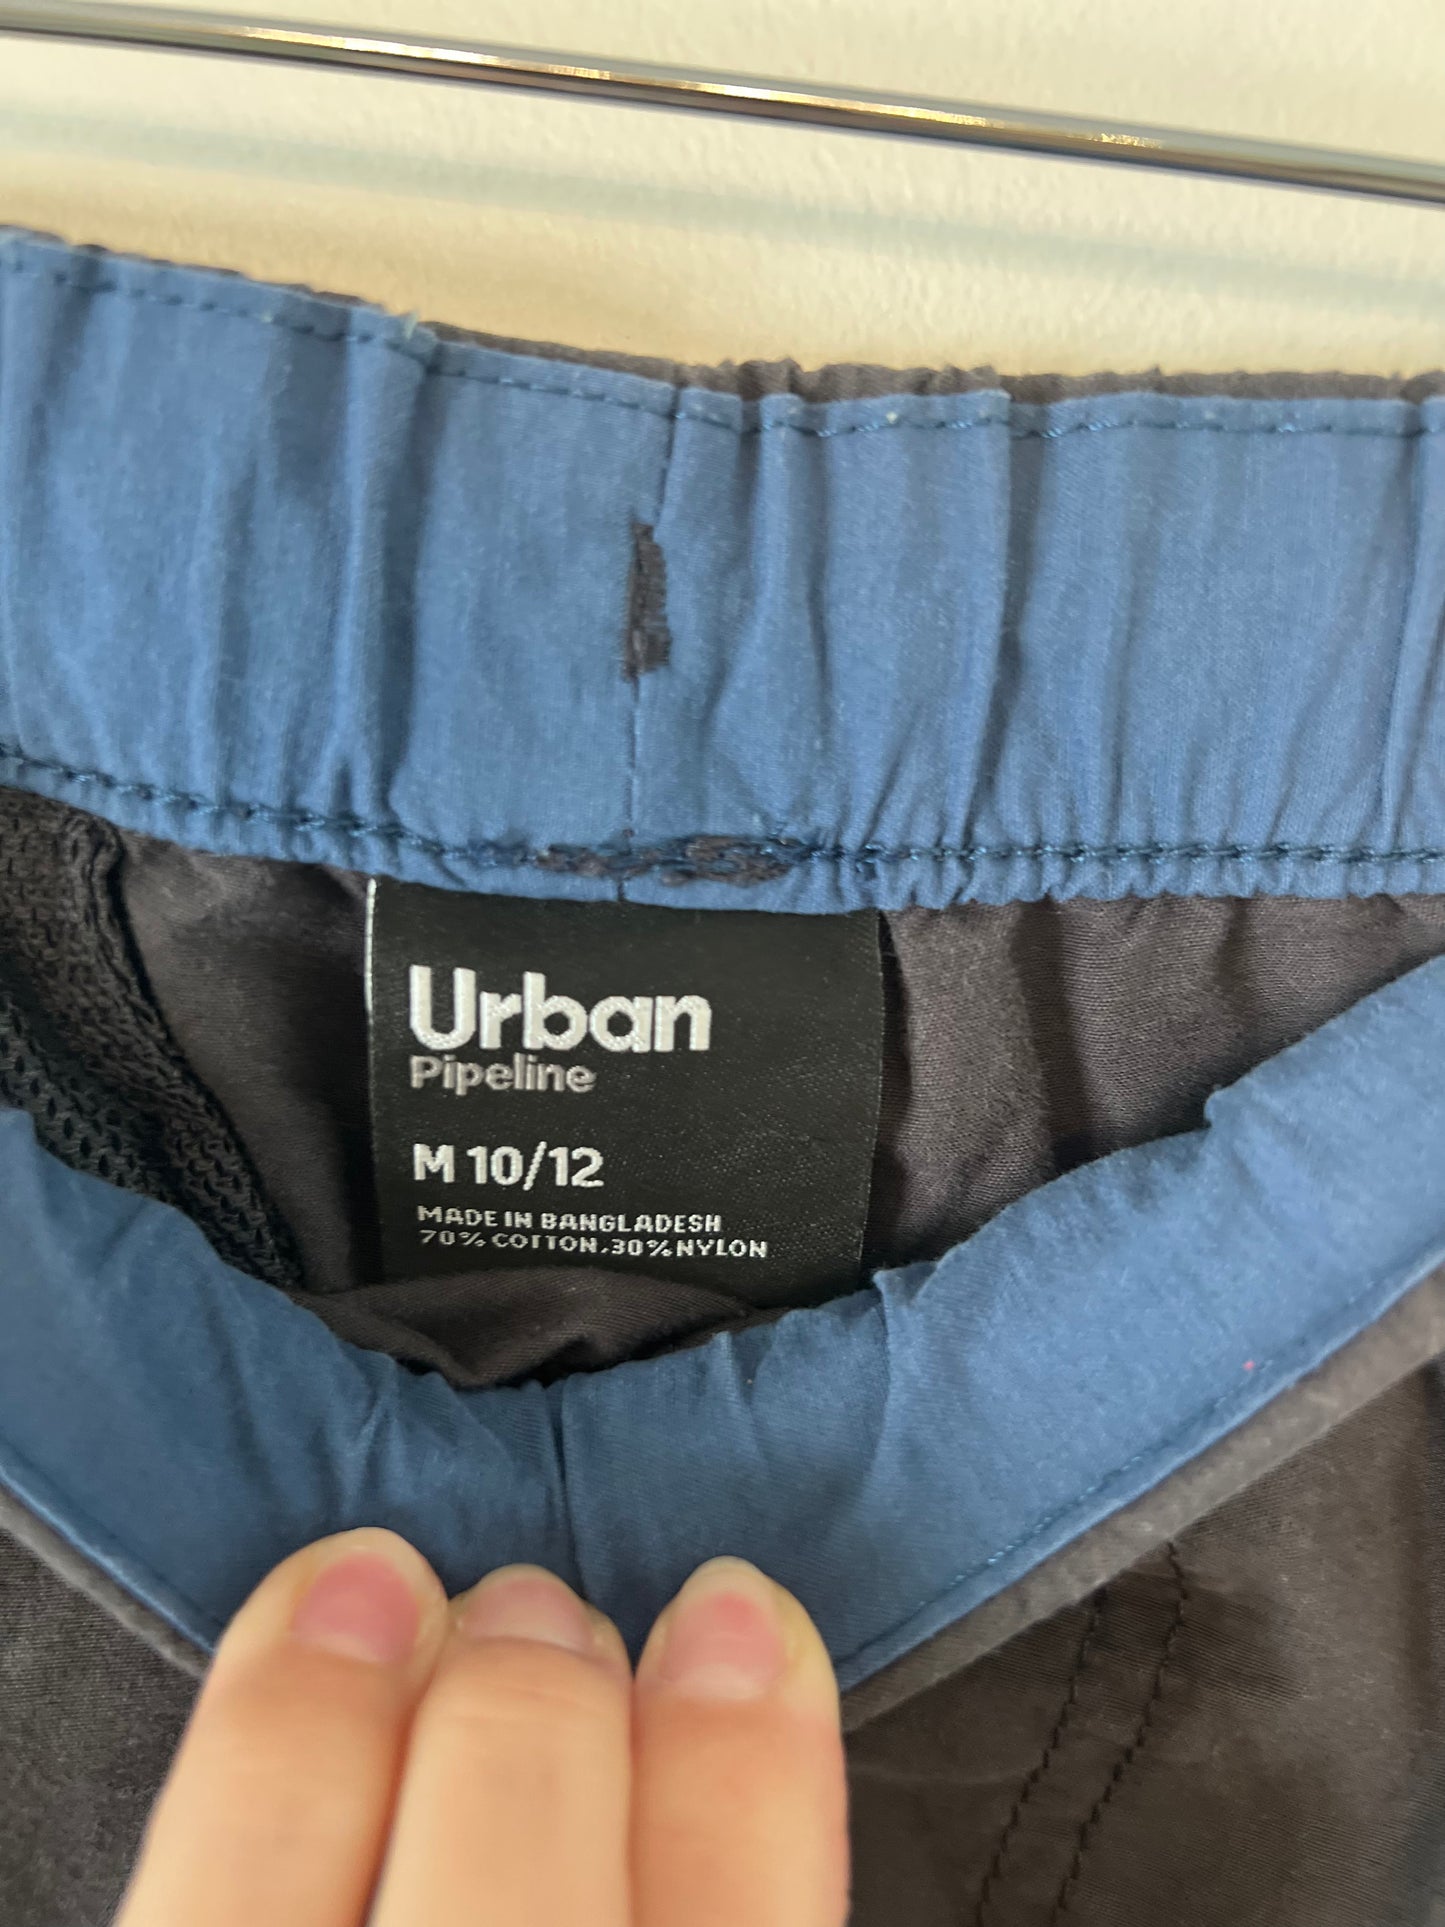 Urban
Pipeline
M 10/12
MADE IN BANGLADESH
70% COTTON, 30% NYLON